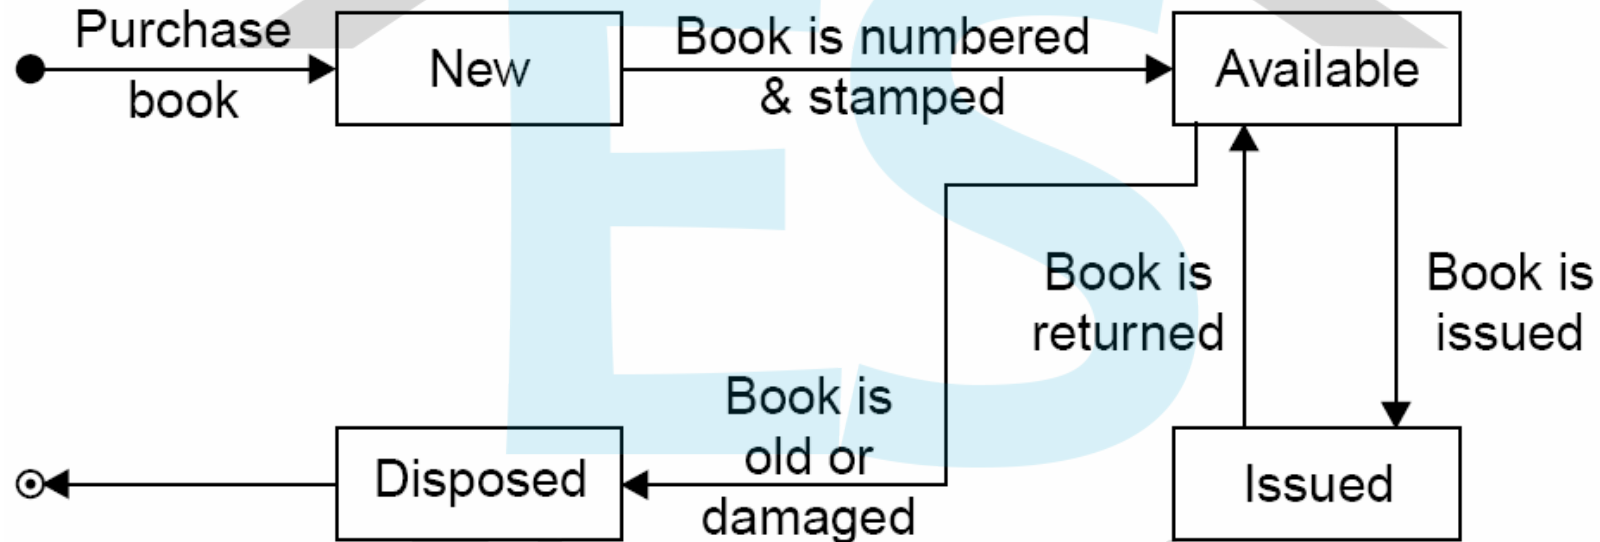 Purchase
book
New
Book is numbered
& stamped
Available
Book is
returned
Book is
issued
Book is
old or
damaged
Disposed
Issued
ES